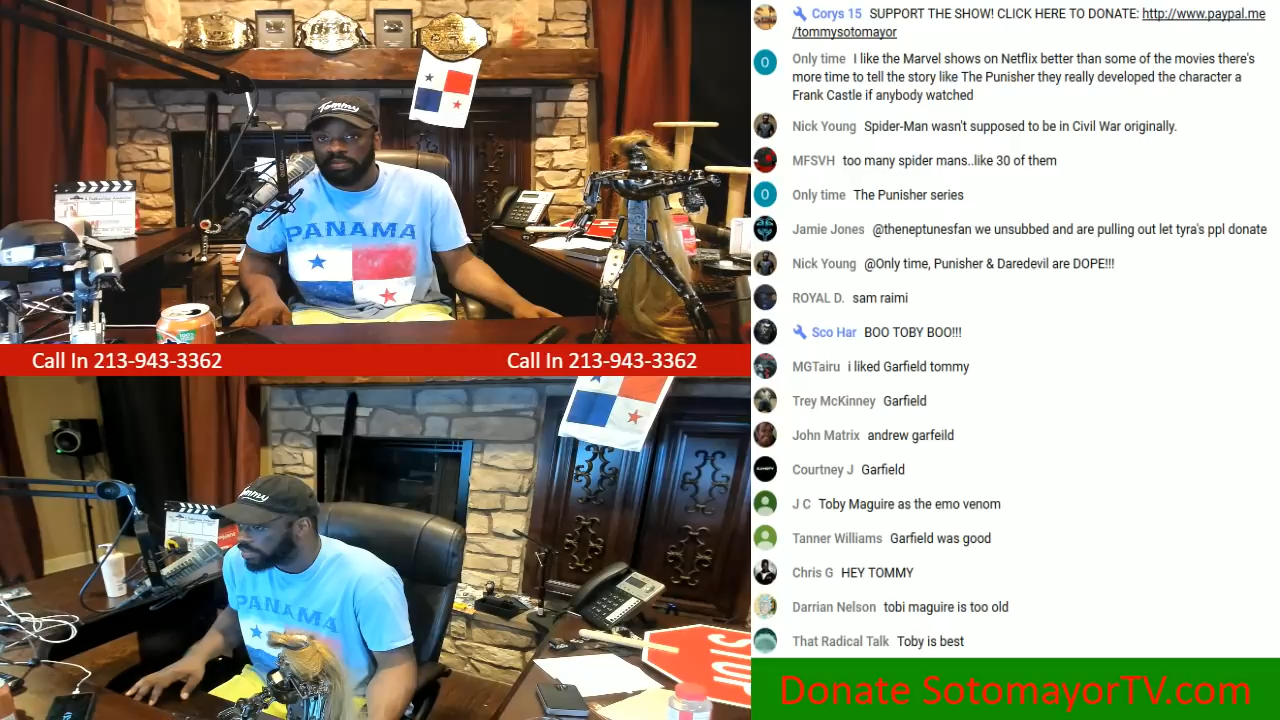 Tommy
PANAMA
Call In 213-943-3362
Call In 213-943-3362
Tommy
PANAMA
STOP
Corys 15 SUPPORT THE SHOW! CLICK HERE TO DONATE: http://www.paypal.me
/tommysotomayor
Only time I like the Marvel shows on Netflix better than some of the movies there's
more time to tell the story like The Punisher they really developed the character a
Frank Castle if anybody watched
Nick Young Spider-Man wasn't supposed to be in Civil War originally.
MFSVH too many spider mans..like 30 of them
Only time The Punisher series
Jamie Jones @theneptunesfan we unsubbed and are pulling out let tyra's ppl donate
Nick Young @Only time, Punisher & Daredevil are DOPE!!!
ROYAL D. sam raimi
Sco Har BOO TOBY BOO!!!
MGTairu i liked Garfield tommy
Trey McKinney Garfield
John Matrix andrew garfeild
Courtney J Garfield
J C Toby Maguire as the emo venom
Tanner Williams Garfield was good
Chris G HEY TOMMY
Darrian Nelson tobi maguire is too old
That Radical Talk Toby is best
Donate SotomayorTV.com